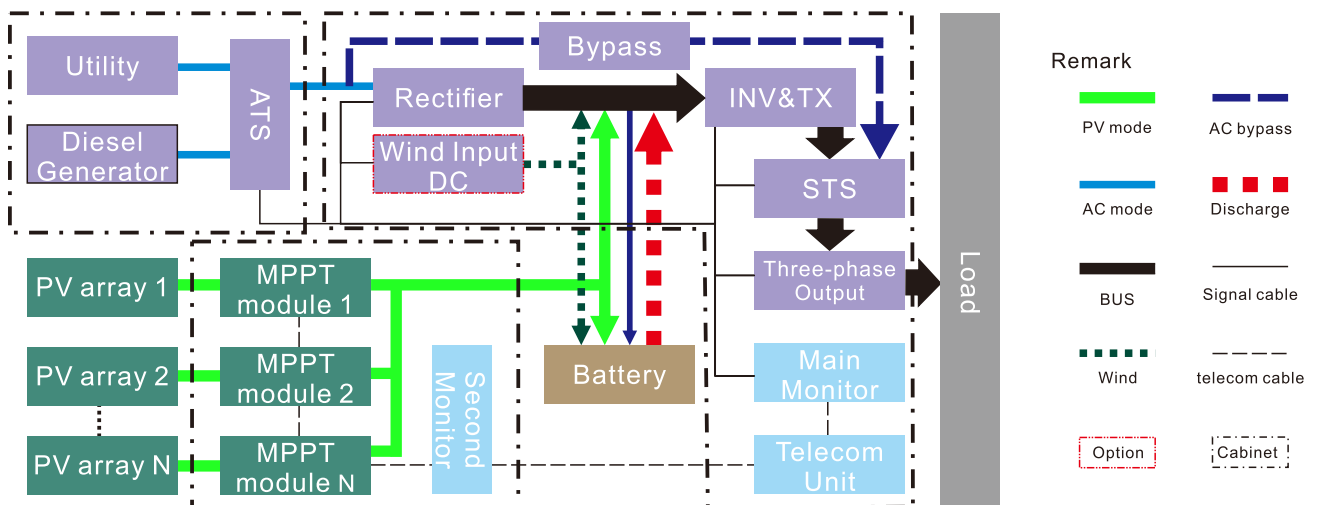 Utility
Diesel
Generator
ATS
Bypass
Rectifier
INV&TX
Wind Input
DC
STS
Three-phase
Output
Load
PV array 1
MPPT
module 1
PV array 2
MPPT
module 2
PV array N
MPPT
module N
Second
Monitor
Battery
Main
Monitor
Telecom
Unit
Remark
PV mode
AC bypass
AC mode
Discharge
BUS
Signal cable
Wind
telecom cable
Option
Cabinet